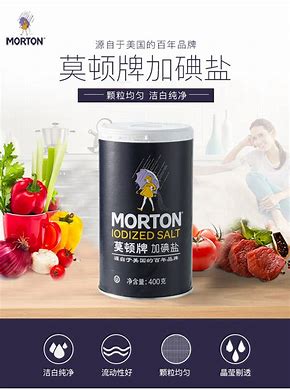 MORTON
源自于美国的百年品牌
莫顿牌加碘盐
颗粒均匀 洁白纯净
MORTON
IODIZED SALT
莫顿牌 加碘盐
源自于美国的百年品牌
净含量:400克
洁白纯净
流动性好
颗粒均匀
晶莹剔透